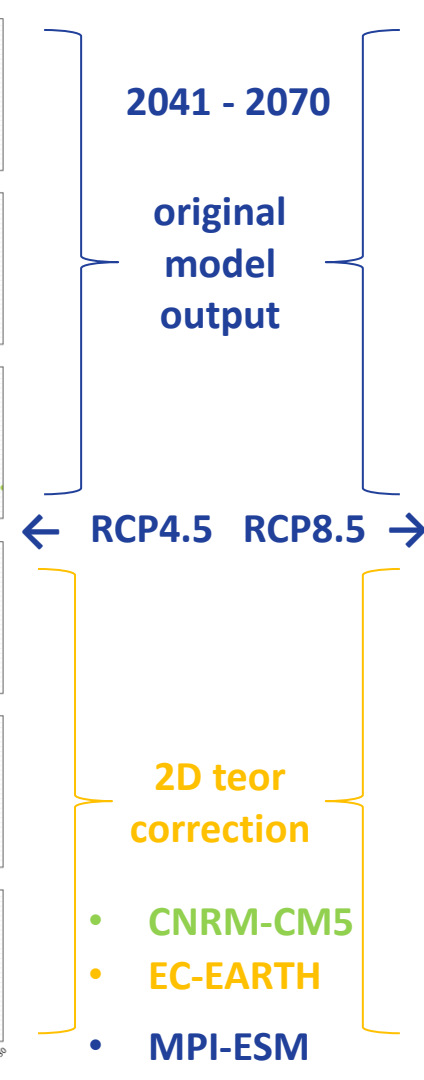 2041 - 2070
original
model
output
← RCP4.5 RCP8.5 →
2D teor
correction
• CNRM-CM5
• EC-EARTH
• MPI-ESM